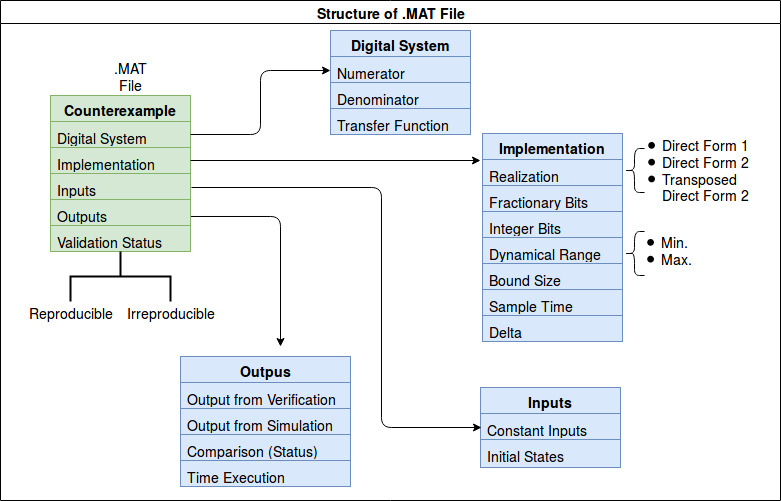 Structure of .MAT File
.MAT
File
Counterexample
Digital System
Implementation
Inputs
Outputs
Validation Status
Reproducible
Irreproducible
Digital System
Numerator
Denominator
Transfer Function
Implementation
Realization
Fractionary Bits
Integer Bits
Dynamical Range
Bound Size
Sample Time
Delta
Direct Form 1
Direct Form 2
Transposed
Direct Form 2
Min.
Max.
Outpus
Output from Verification
Output from Simulation
Comparison (Status)
Time Execution
Inputs
Constant Inputs
Initial States